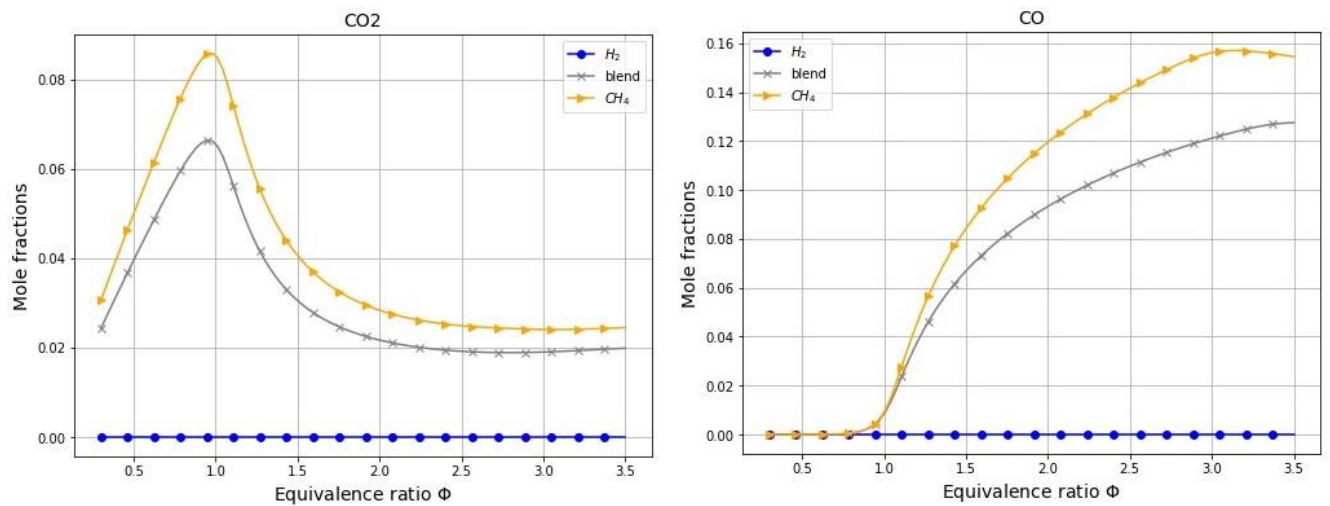 CO2
Mole fractions
0.08
0.06
0.04
0.02
0.00
H₂
blend
CH₄
0.5 1.0 1.5 2.0 2.5 3.0 3.5
Equivalence ratio Φ
CO
Mole fractions
0.16
0.14
0.12
0.10
0.08
0.06
0.04
0.02
0.00
H₂
blend
CH₄
0.5 1.0 1.5 2.0 2.5 3.0 3.5
Equivalence ratio Φ